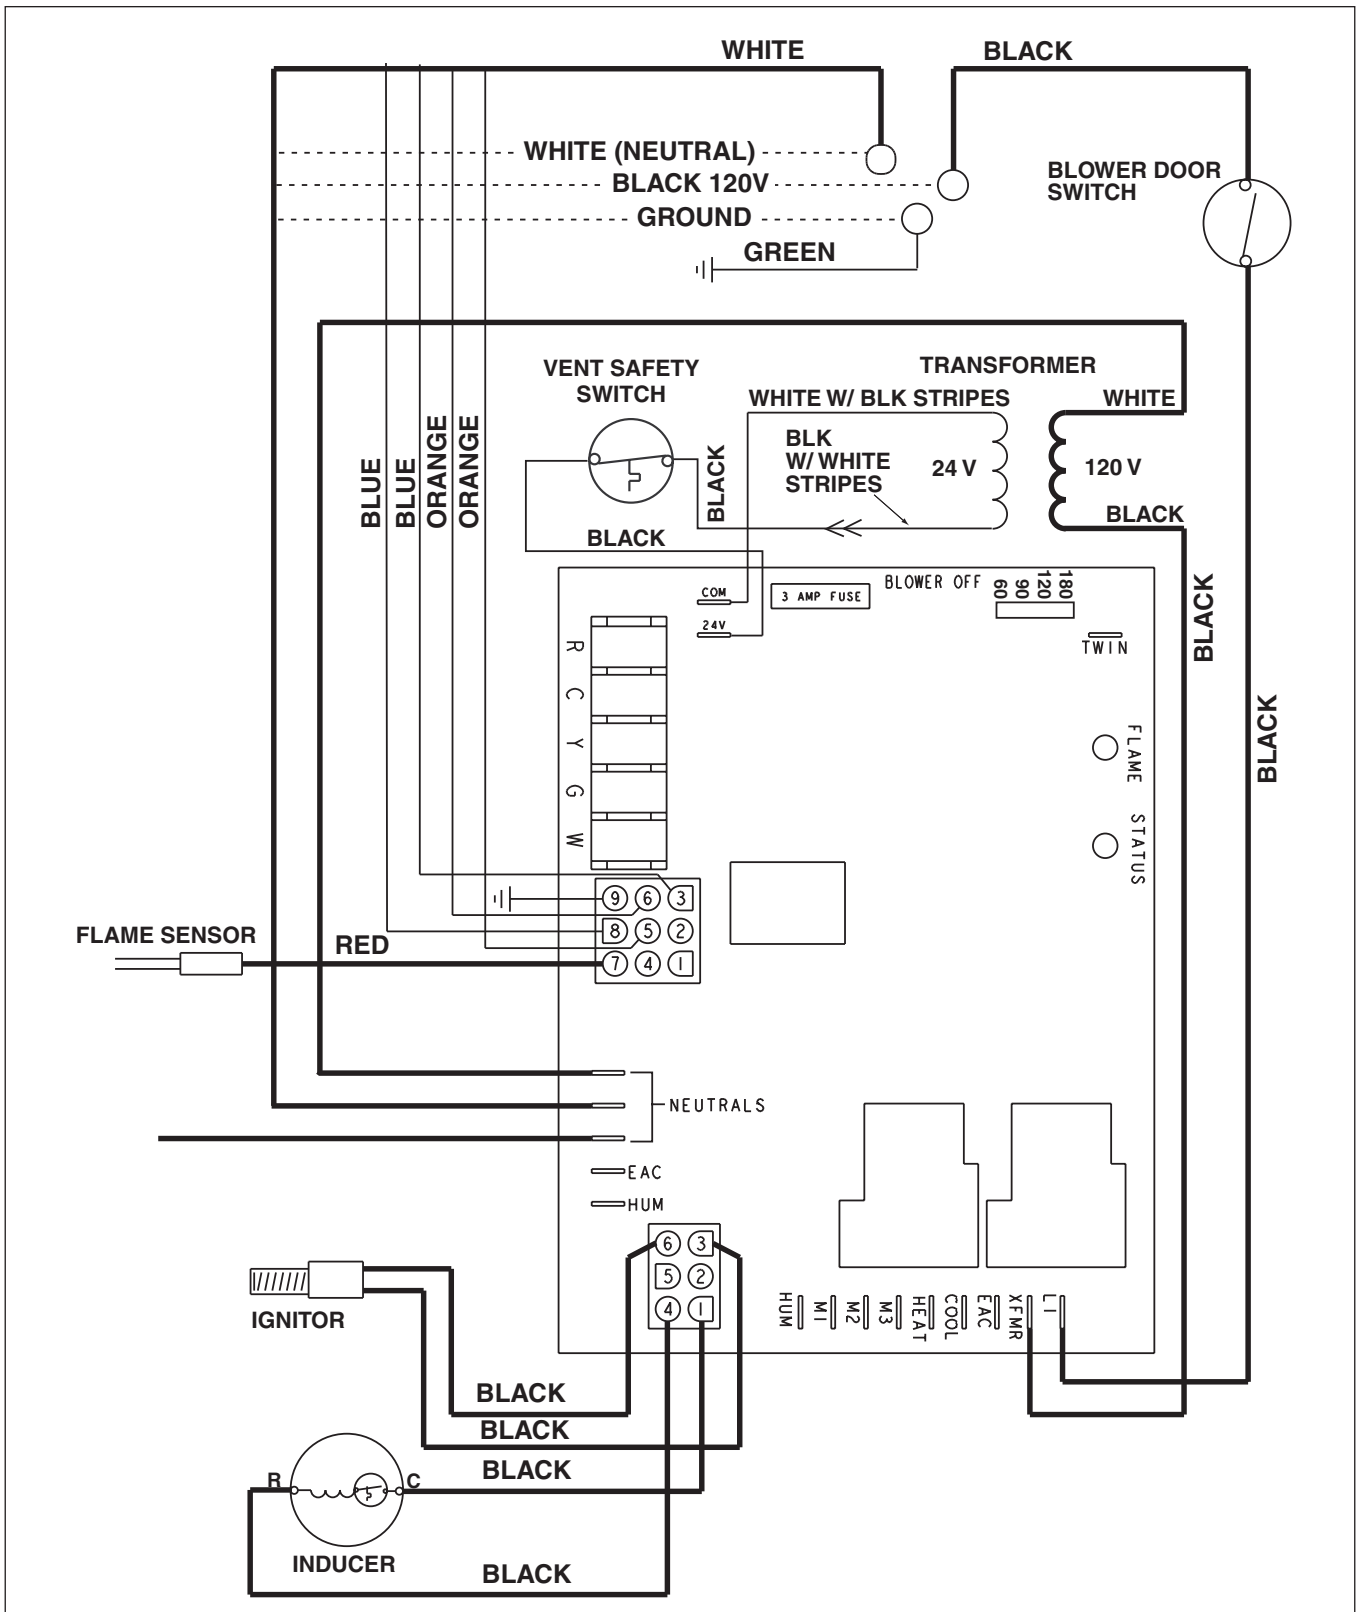 WHITE
BLACK
WHITE (NEUTRAL)
BLACK 120V
GROUND
GREEN
BLOWER DOOR
SWITCH
VENT SAFETY
SWITCH
TRANSFORMER
WHITE W/ BLK STRIPES
WHITE
BLK
W/ WHITE
STRIPES
24 V
120 V
BLACK
BLACK
BLACK
BLUE
BLUE
ORANGE
ORANGE
COM
24V
3 AMP FUSE
BLOWER OFF
60
90
120
180
TWIN
BLACK
BLACK
R
C
Y
G
W
FLAME
STATUS
9 6 3
8 5 2
7 4 1
FLAME SENSOR
RED
NEUTRALS
EAC
HUM
6 3
5 2
4 1
IGNITOR
HUM
M1
M2
M3
HEAT
COOL
EAC
XFMR
L1
BLACK
BLACK
BLACK
R
C
INDUCER
BLACK